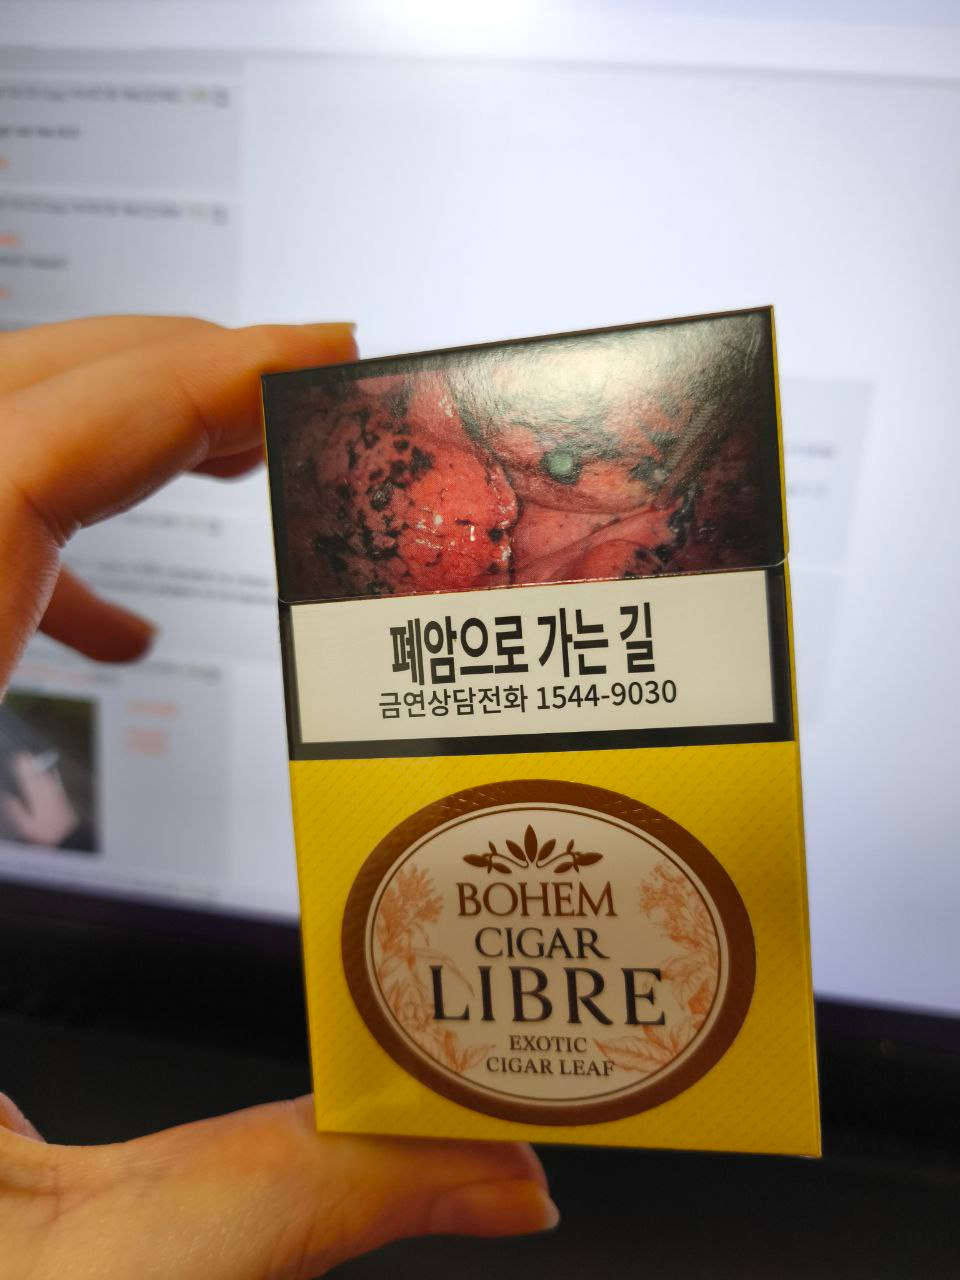 폐암으로 가는 길
금연상담전화 1544-9030
BOHEM
CIGAR
LIBRE
EXOTIC
CIGAR LEAF